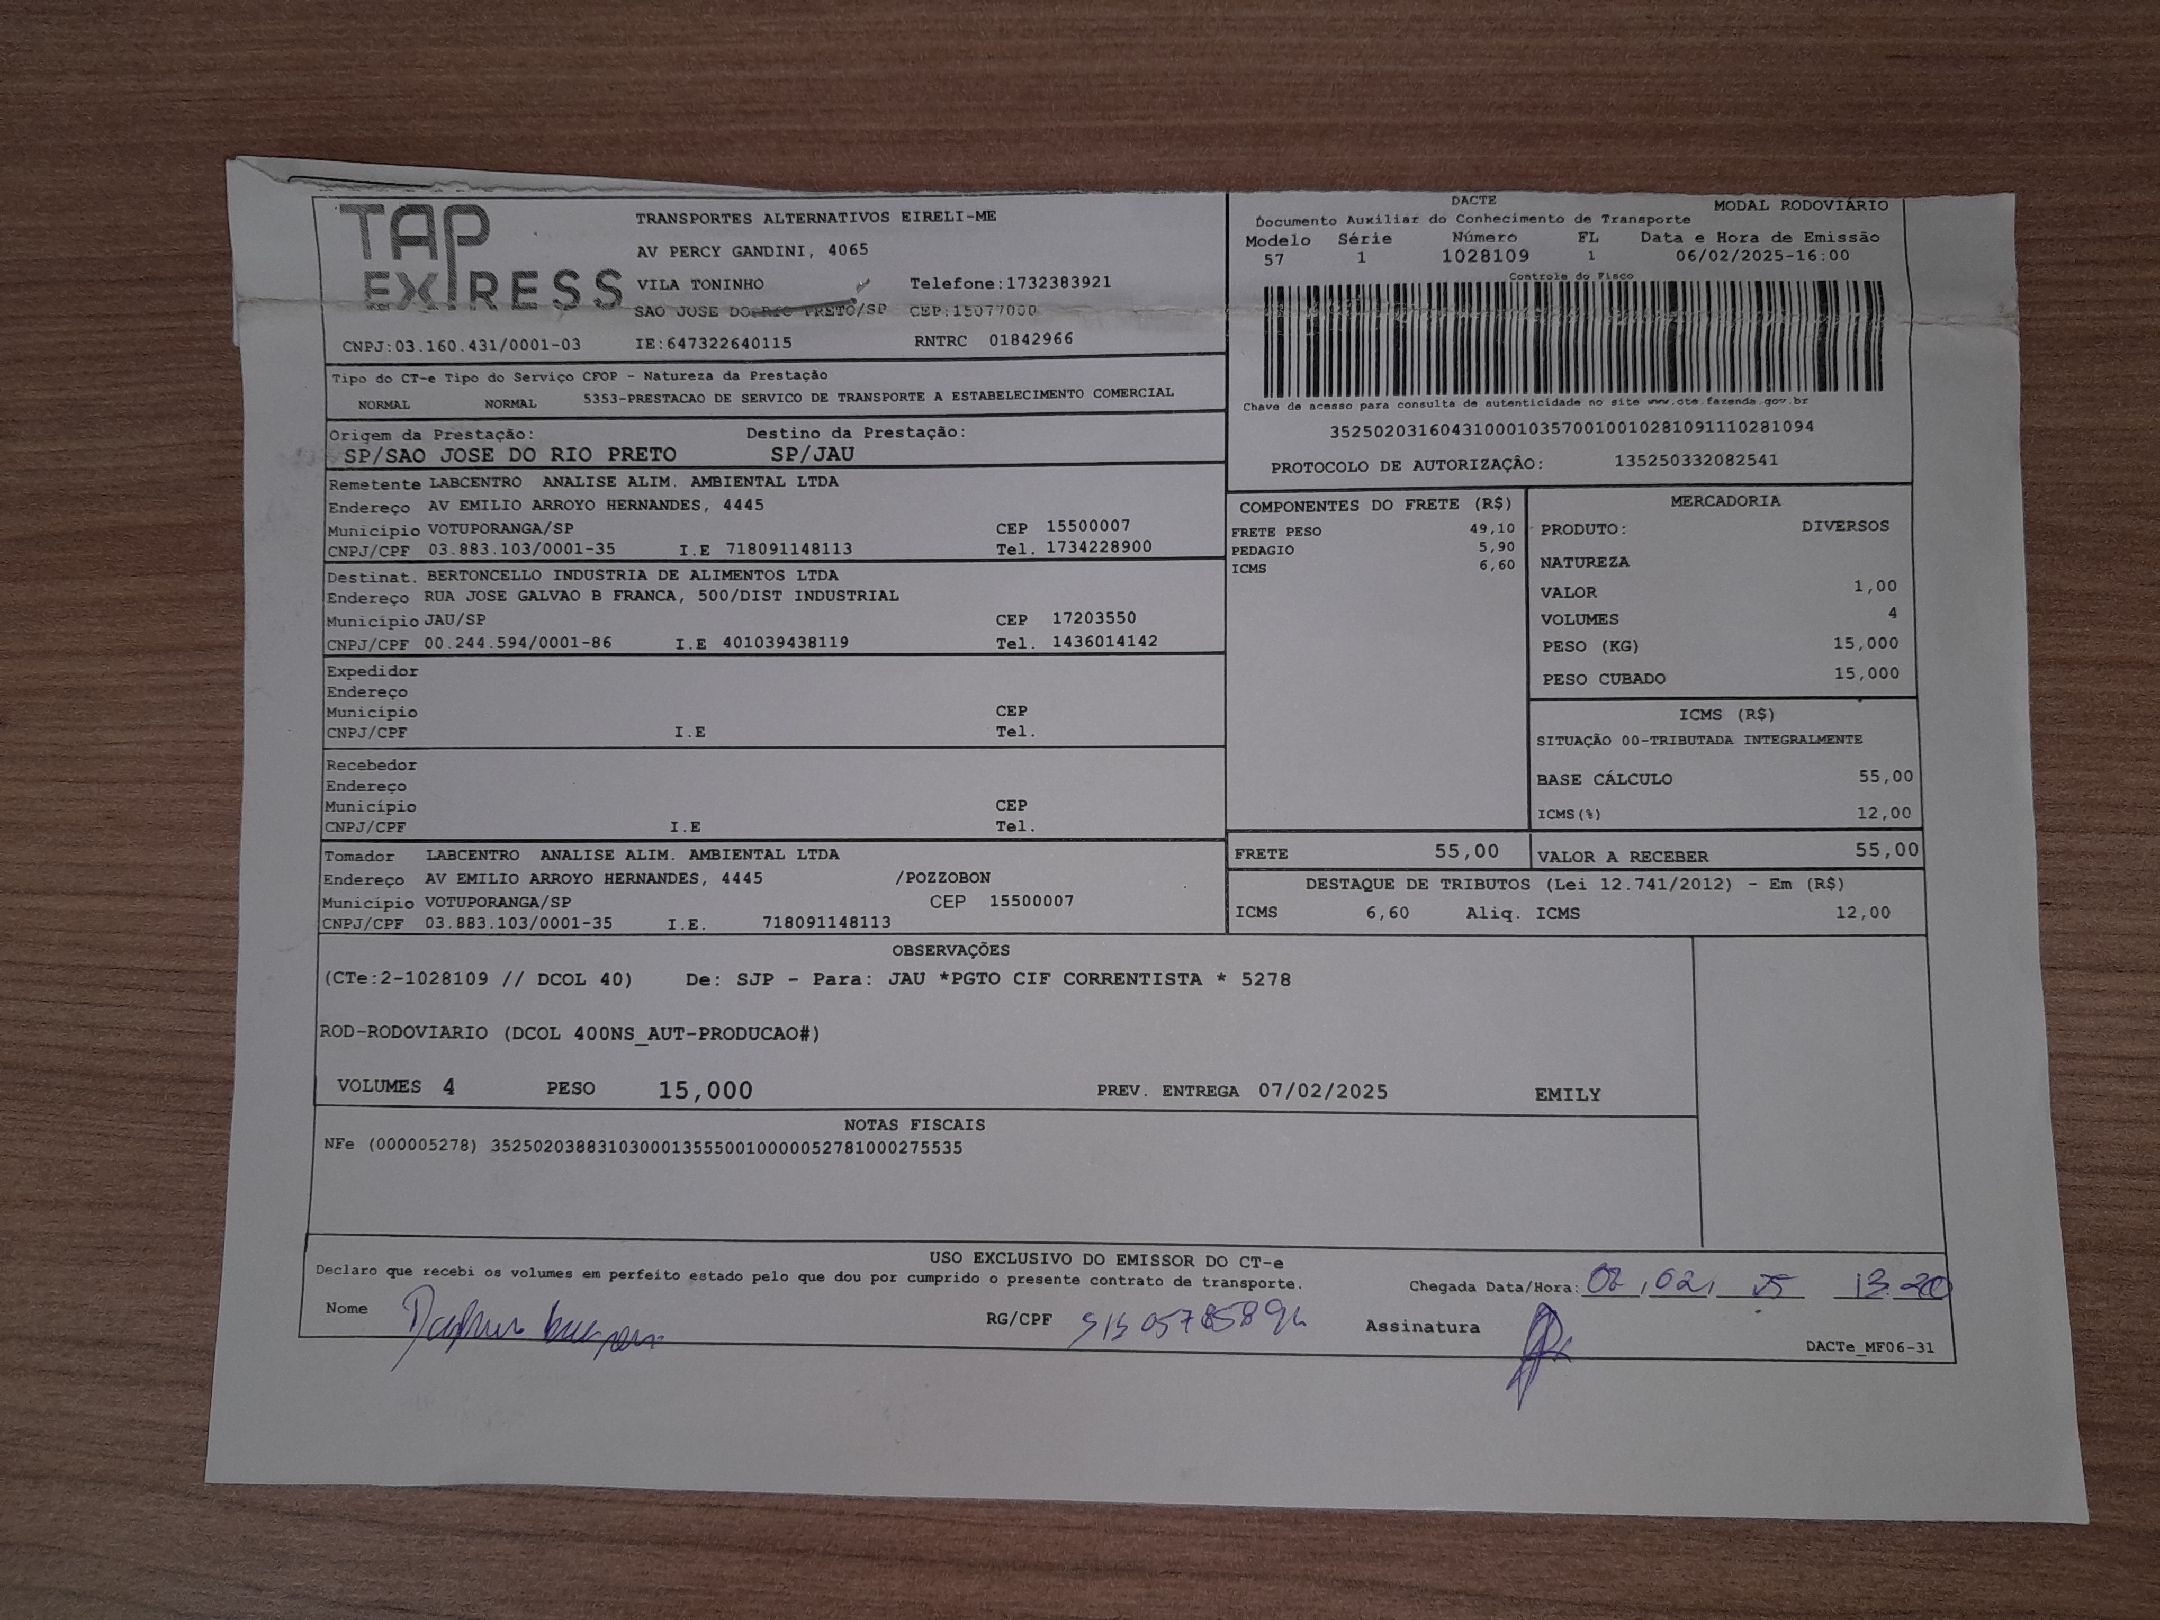 TAP EXPRESS
TRANSPORTES ALTERNATIVOS EIRELI-ME
AV PERCY GANDINI, 4065
VILA TONINHO Telefone:1732383921
SAO JOSE DO RIO PRETO/SP CEP:15077000
CNPJ:03.160.431/0001-03 IE:647322640115 RNTRC 01842966
DACTE MODAL RODOVIÁRIO
Documento Auxiliar do Conhecimento de Transporte
Modelo Série Número FL Data e Hora de Emissão
57 1 1028109 1 06/02/2025-16:00
Controle do Fisco
Chave de acesso para consulta de autenticidade no site www.cte.fazenda.gov.br
35250203160431000103570010010281091110281094
PROTOCOLO DE AUTORIZAÇÃO: 135250332082541
Tipo do CT-e Tipo do Serviço CFOP - Natureza da Prestação
NORMAL NORMAL 5353-PRESTACAO DE SERVICO DE TRANSPORTE A ESTABELECIMENTO COMERCIAL
Origem da Prestação: Destino da Prestação:
SP/SAO JOSE DO RIO PRETO SP/JAU
Remetente LABCENTRO ANALISE ALIM. AMBIENTAL LTDA
Endereço AV EMILIO ARROYO HERNANDES, 4445
Município VOTUPORANGA/SP CEP 15500007
CNPJ/CPF 03.883.103/0001-35 I.E 718091148113 Tel. 1734228900
Destinat. BERTONCELLO INDUSTRIA DE ALIMENTOS LTDA
Endereço RUA JOSE GALVAO B FRANCA, 500/DIST INDUSTRIAL
Município JAU/SP CEP 17203550
CNPJ/CPF 00.244.594/0001-86 I.E 401039438119 Tel. 1436014142
Expedidor
Endereço
Município CEP
CNPJ/CPF I.E Tel.
Recebedor
Endereço
Município CEP
CNPJ/CPF I.E Tel.
Tomador LABCENTRO ANALISE ALIM. AMBIENTAL LTDA
Endereço AV EMILIO ARROYO HERNANDES, 4445 /POZZOBON
Município VOTUPORANGA/SP CEP 15500007
CNPJ/CPF 03.883.103/0001-35 I.E. 718091148113
COMPONENTES DO FRETE (R$)
FRETE PESO 49,10
PEDAGIO 5,90
ICMS 6,60
MERCADORIA
PRODUTO: DIVERSOS
NATUREZA
VALOR 1,00
VOLUMES 4
PESO (KG) 15,000
PESO CUBADO 15,000
ICMS (R$)
SITUAÇÃO 00-TRIBUTADA INTEGRALMENTE
BASE CÁLCULO 55,00
ICMS(%) 12,00
FRETE 55,00 VALOR A RECEBER 55,00
DESTAQUE DE TRIBUTOS (Lei 12.741/2012) - Em (R$)
ICMS 6,60 Aliq. ICMS 12,00
OBSERVAÇÕES
(CTe:2-1028109 // DCOL 40) De: SJP - Para: JAU *PGTO CIF CORRENTISTA * 5278
ROD-RODOVIARIO (DCOL 400NS_AUT-PRODUCAO#)
VOLUMES 4 PESO 15,000 PREV. ENTREGA 07/02/2025 EMILY
NOTAS FISCAIS
NFe (000005278) 35250203883103000135550010000052781000275535
USO EXCLUSIVO DO EMISSOR DO CT-e
Declaro que recebi os volumes em perfeito estado pelo que dou por cumprido o presente contrato de transporte. Chegada Data/Hora: 13.20
Nome RG/CPF Assinatura
DACTe_MF06-31